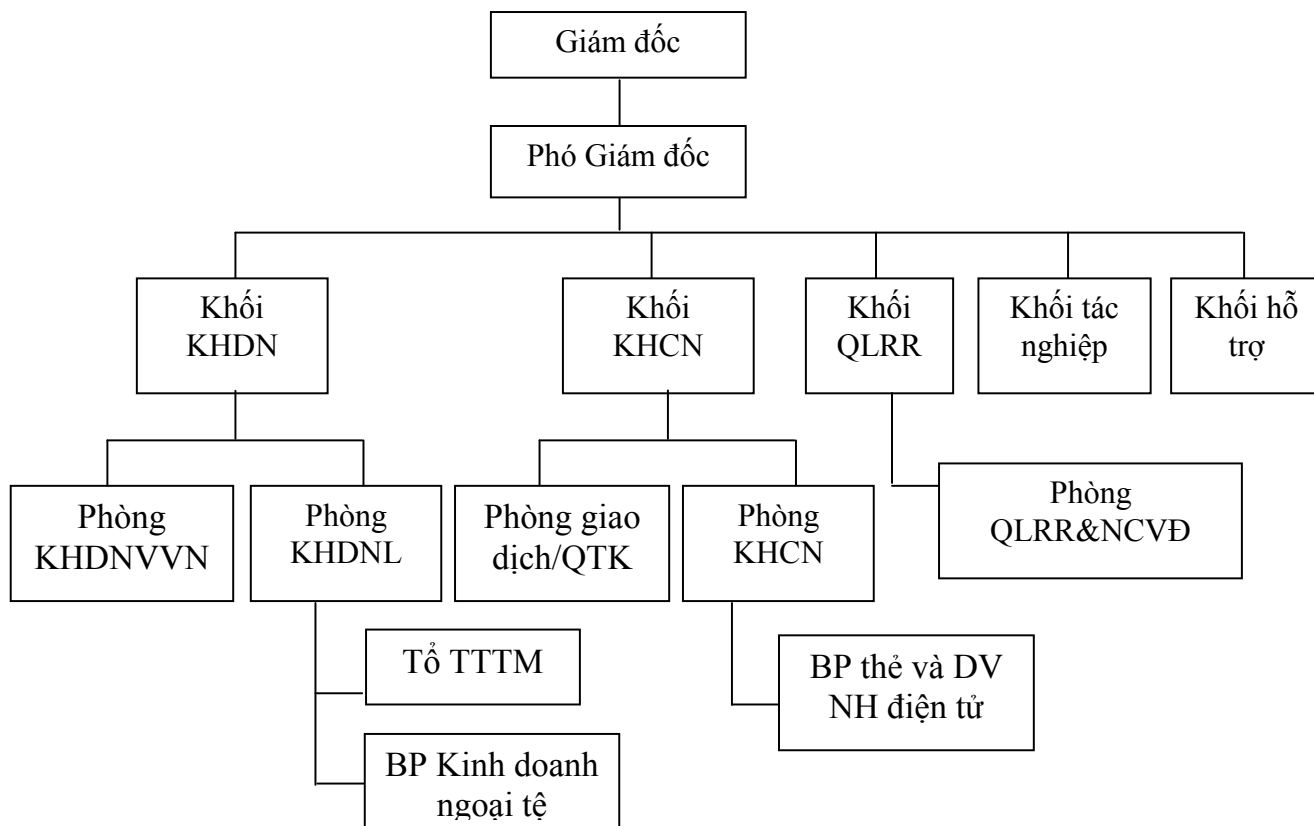 Giám đốc
Phó Giám đốc
Khối
KHDN
Khối
KHCN
Khối
QLRR
Khối tác
nghiệp
Khối hỗ
trợ
Phòng
KHDNVVN
Phòng
KHDNL
Phòng giao
dịch/QTK
Phòng
KHCN
Phòng
QLRR&NCVĐ
Tổ TTTM
BP thẻ và DV
NH điện tử
BP Kinh doanh
ngoại tệ